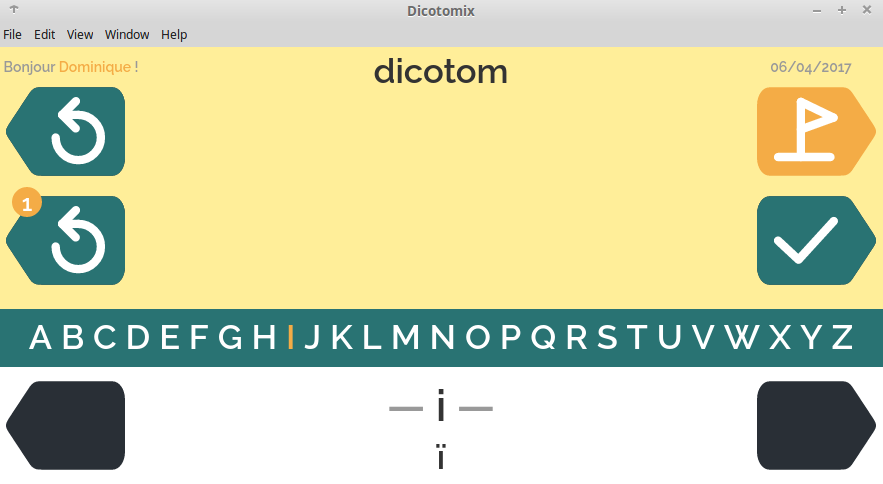 Dicotomix
File Edit View Window Help
Bonjour Dominique !
dicotom
06/04/2017
1
A B C D E F G H I J K L M N O P Q R S T U V W X Y Z
— i —
ï